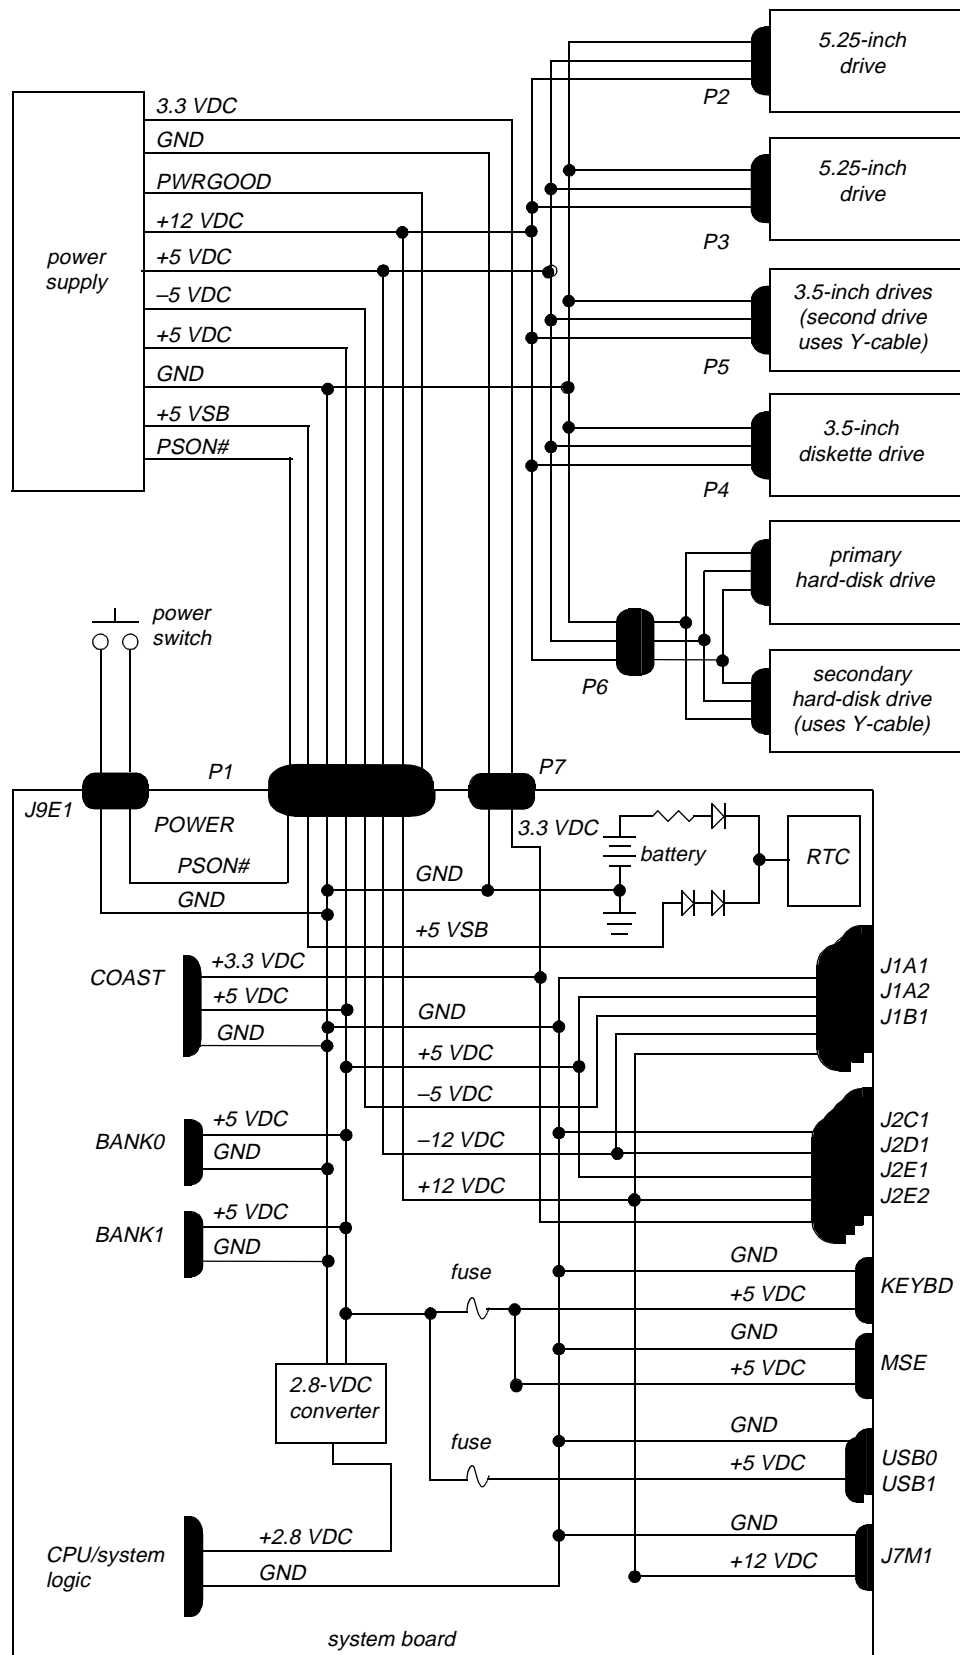 5.25-inch
drive
P2
3.3 VDC
GND
PWRGOOD
+12 VDC
+5 VDC
–5 VDC
+5 VDC
GND
+5 VSB
PSON#
power
supply
5.25-inch
drive
P3
3.5-inch drives
(second drive
uses Y-cable)
P5
3.5-inch
diskette drive
P4
primary
hard-disk drive
P6
secondary
hard-disk drive
(uses Y-cable)
power
switch
P1
P7
J9E1
POWER
PSON#
GND
3.3 VDC
battery
RTC
GND
+5 VSB
COAST
+3.3 VDC
+5 VDC
GND
GND
+5 VDC
–5 VDC
–12 VDC
+12 VDC
J1A1
J1A2
J1B1
BANK0
+5 VDC
GND
J2C1
J2D1
J2E1
J2E2
BANK1
+5 VDC
GND
fuse
GND
+5 VDC
KEYBD
GND
+5 VDC
MSE
2.8-VDC
converter
fuse
GND
+5 VDC
USB0
USB1
CPU/system
logic
+2.8 VDC
GND
GND
+12 VDC
J7M1
system board